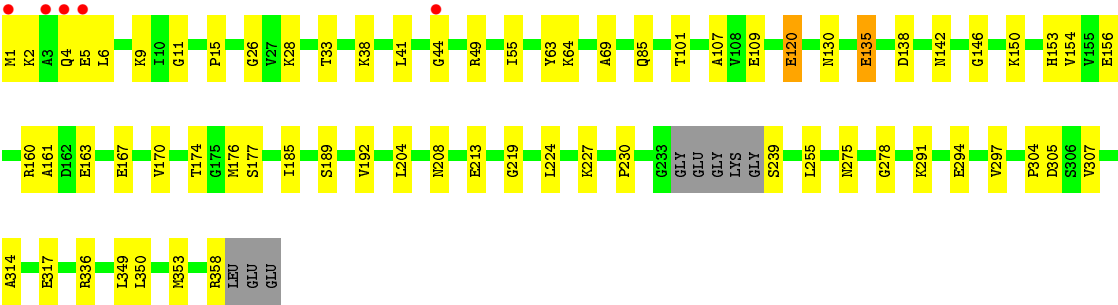 M1 K2 A3 Q4 E5 L6 K9 I10 G11 P15 G26 V27 K28 T33 K38 L41 G44 R49 I55 Y63 K64 A69 Q85 T101 A107 V108 E109 E120 N130 E135 D138 N142 G146 K150 H153 V154 V155 E156
R160 A161 D162 E163 E167 V170 T174 G175 M176 S177 I185 S189 V192 L204 N208 E213 G219 L224 K227 P230 G233 GLY GLU GLY LYS GLY S239 L255 N275 G278 K291 E294 V297 P304 D305 S306 V307
A314 E317 R336 L349 L350 M353 R358 LEU GLU GLU